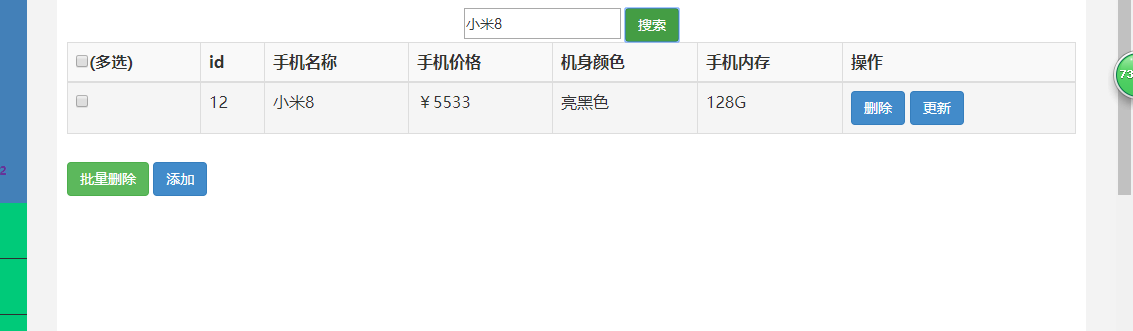 小米8 搜索
(多选) id 手机名称 手机价格 机身颜色 手机内存 操作
12 小米8 ￥5533 亮黑色 128G 删除 更新
批量删除 添加
2
73